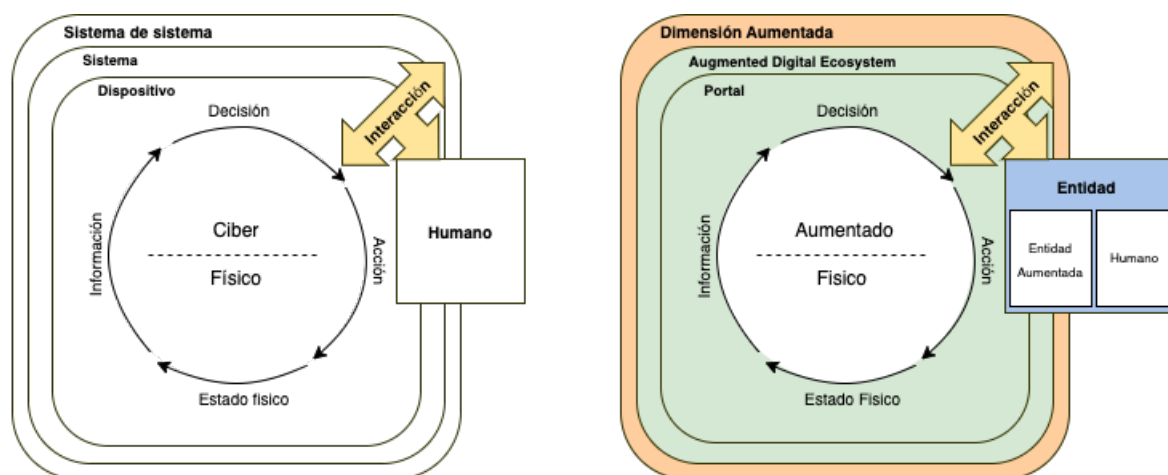 Sistema de sistema
Sistema
Dispositivo
Decisión
Interacción
Información
Ciber
Físico
Acción
Humano
Estado fisico
Dimensión Aumentada
Augmented Digital Ecosystem
Portal
Decisión
Interacción
Información
Aumentado
Fisico
Acción
Entidad
Entidad
Aumentada
Humano
Estado Fisico